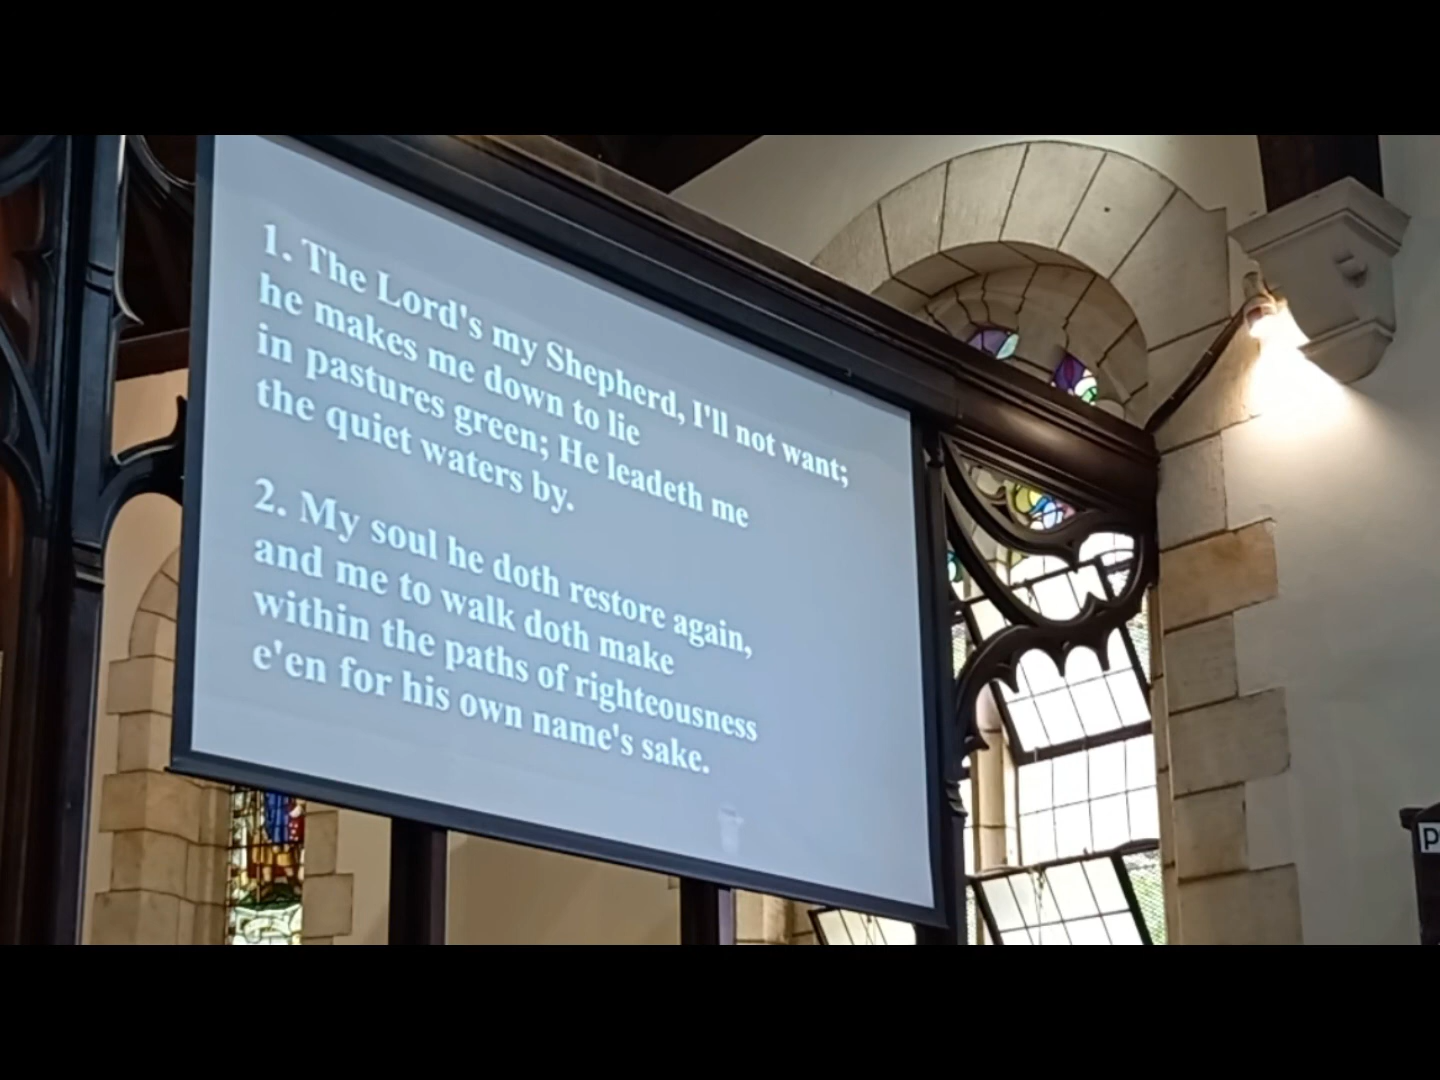 1. The Lord's my Shepherd, I'll not want;
he makes me down to lie
in pastures green; He leadeth me
the quiet waters by.
2. My soul he doth restore again,
and me to walk doth make
within the paths of righteousness
e'en for his own name's sake.